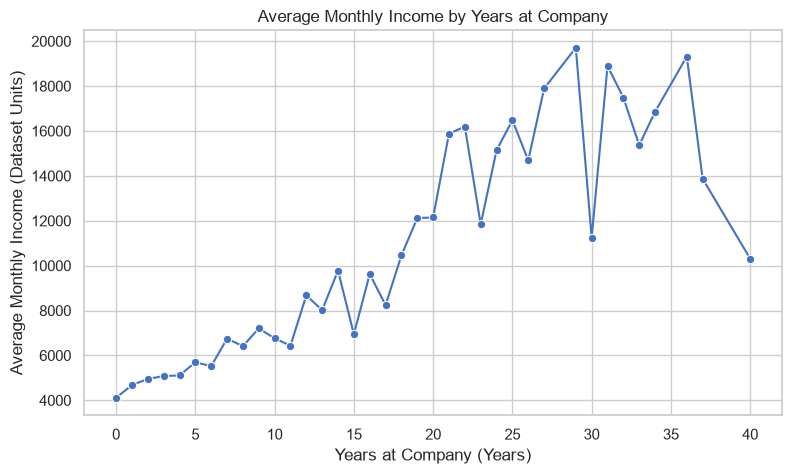 Average Monthly Income by Years at Company
Average Monthly Income (Dataset Units)
20000
18000
16000
14000
12000
10000
8000
6000
4000
0 5 10 15 20 25 30 35 40
Years at Company (Years)